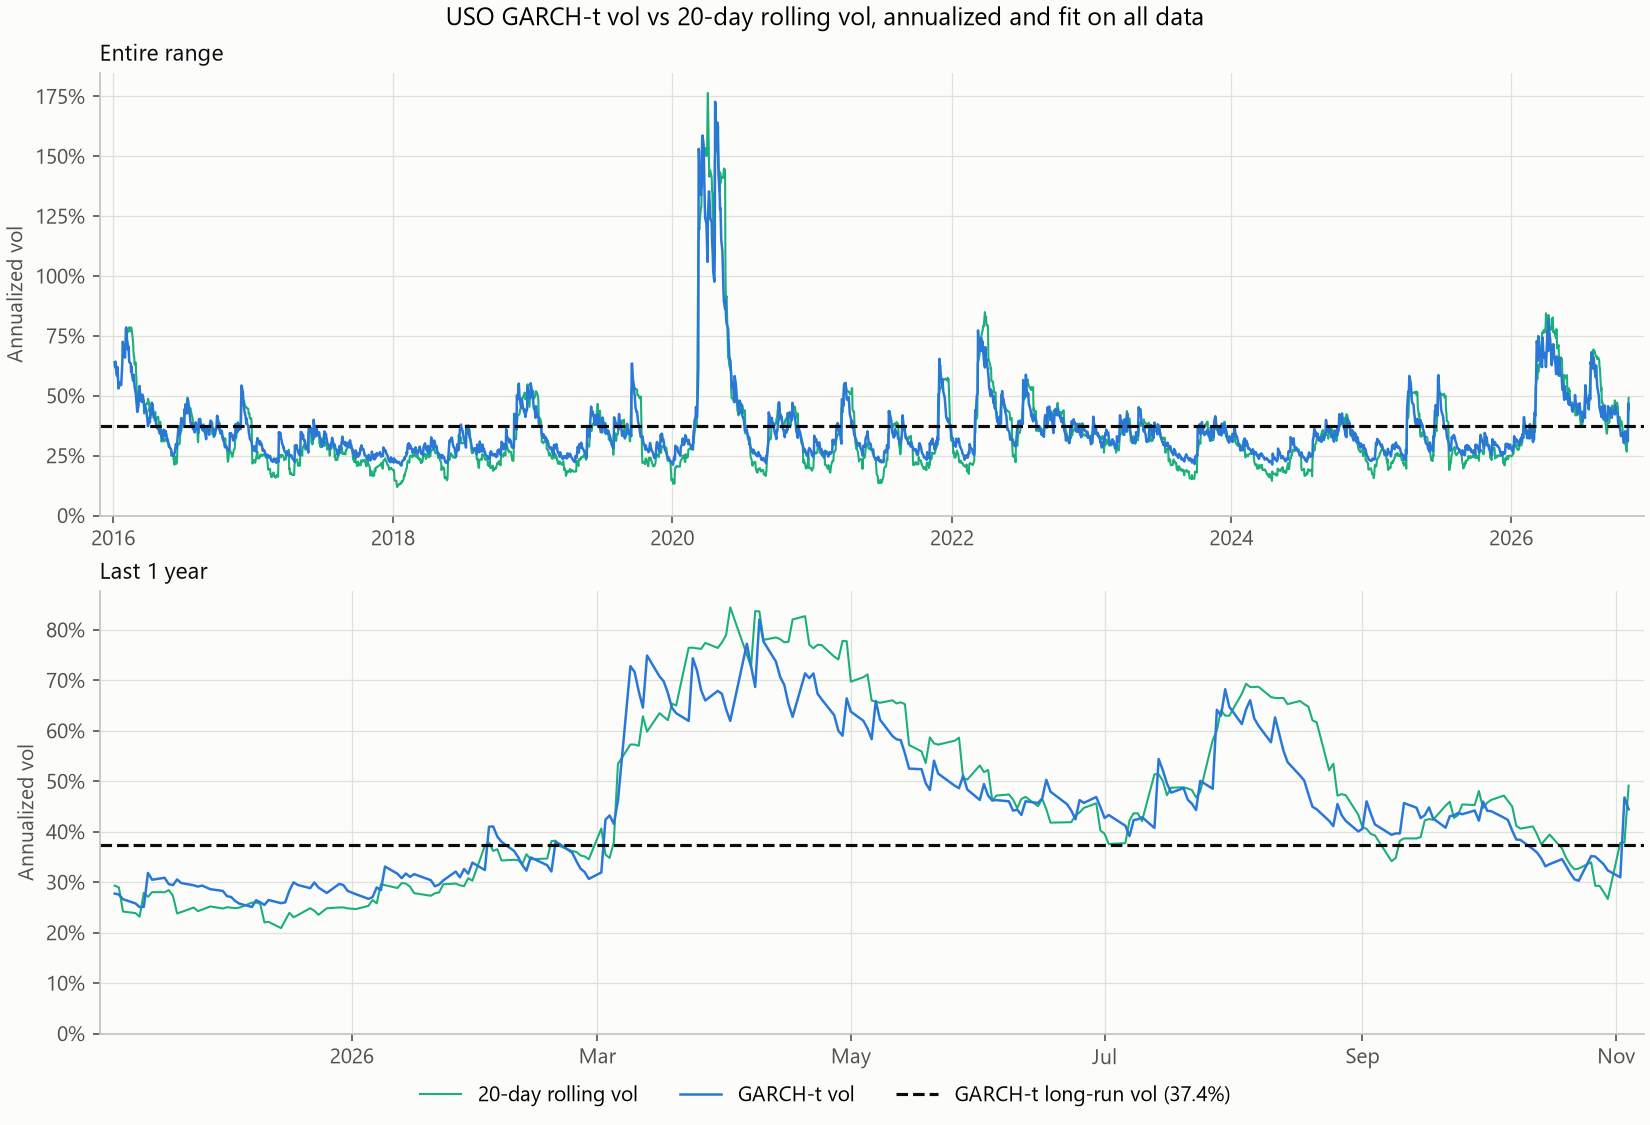 USO GARCH-t vol vs 20-day rolling vol, annualized and fit on all data
Entire range
Annualized vol
175%
150%
125%
100%
75%
50%
25%
0%
2016
2018
2020
2022
2024
2026
Last 1 year
Annualized vol
80%
70%
60%
50%
40%
30%
20%
10%
0%
2026
Mar
May
Jul
Sep
Nov
20-day rolling vol
GARCH-t vol
GARCH-t long-run vol (37.4%)